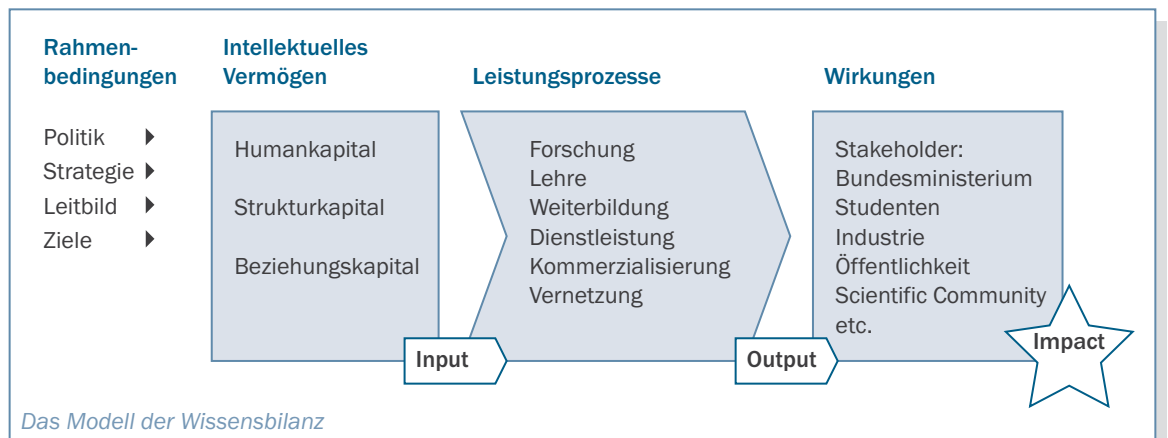 Rahmen-
bedingungen
Politik
Strategie
Leitbild
Ziele
Intellektuelles
Vermögen
Humankapital
Strukturkapital
Beziehungskapital
Input
Leistungsprozesse
Forschung
Lehre
Weiterbildung
Dienstleistung
Kommerzialisierung
Vernetzung
Output
Wirkungen
Stakeholder:
Bundesministerium
Studenten
Industrie
Öffentlichkeit
Scientific Community
etc.
Impact
Das Modell der Wissensbilanz